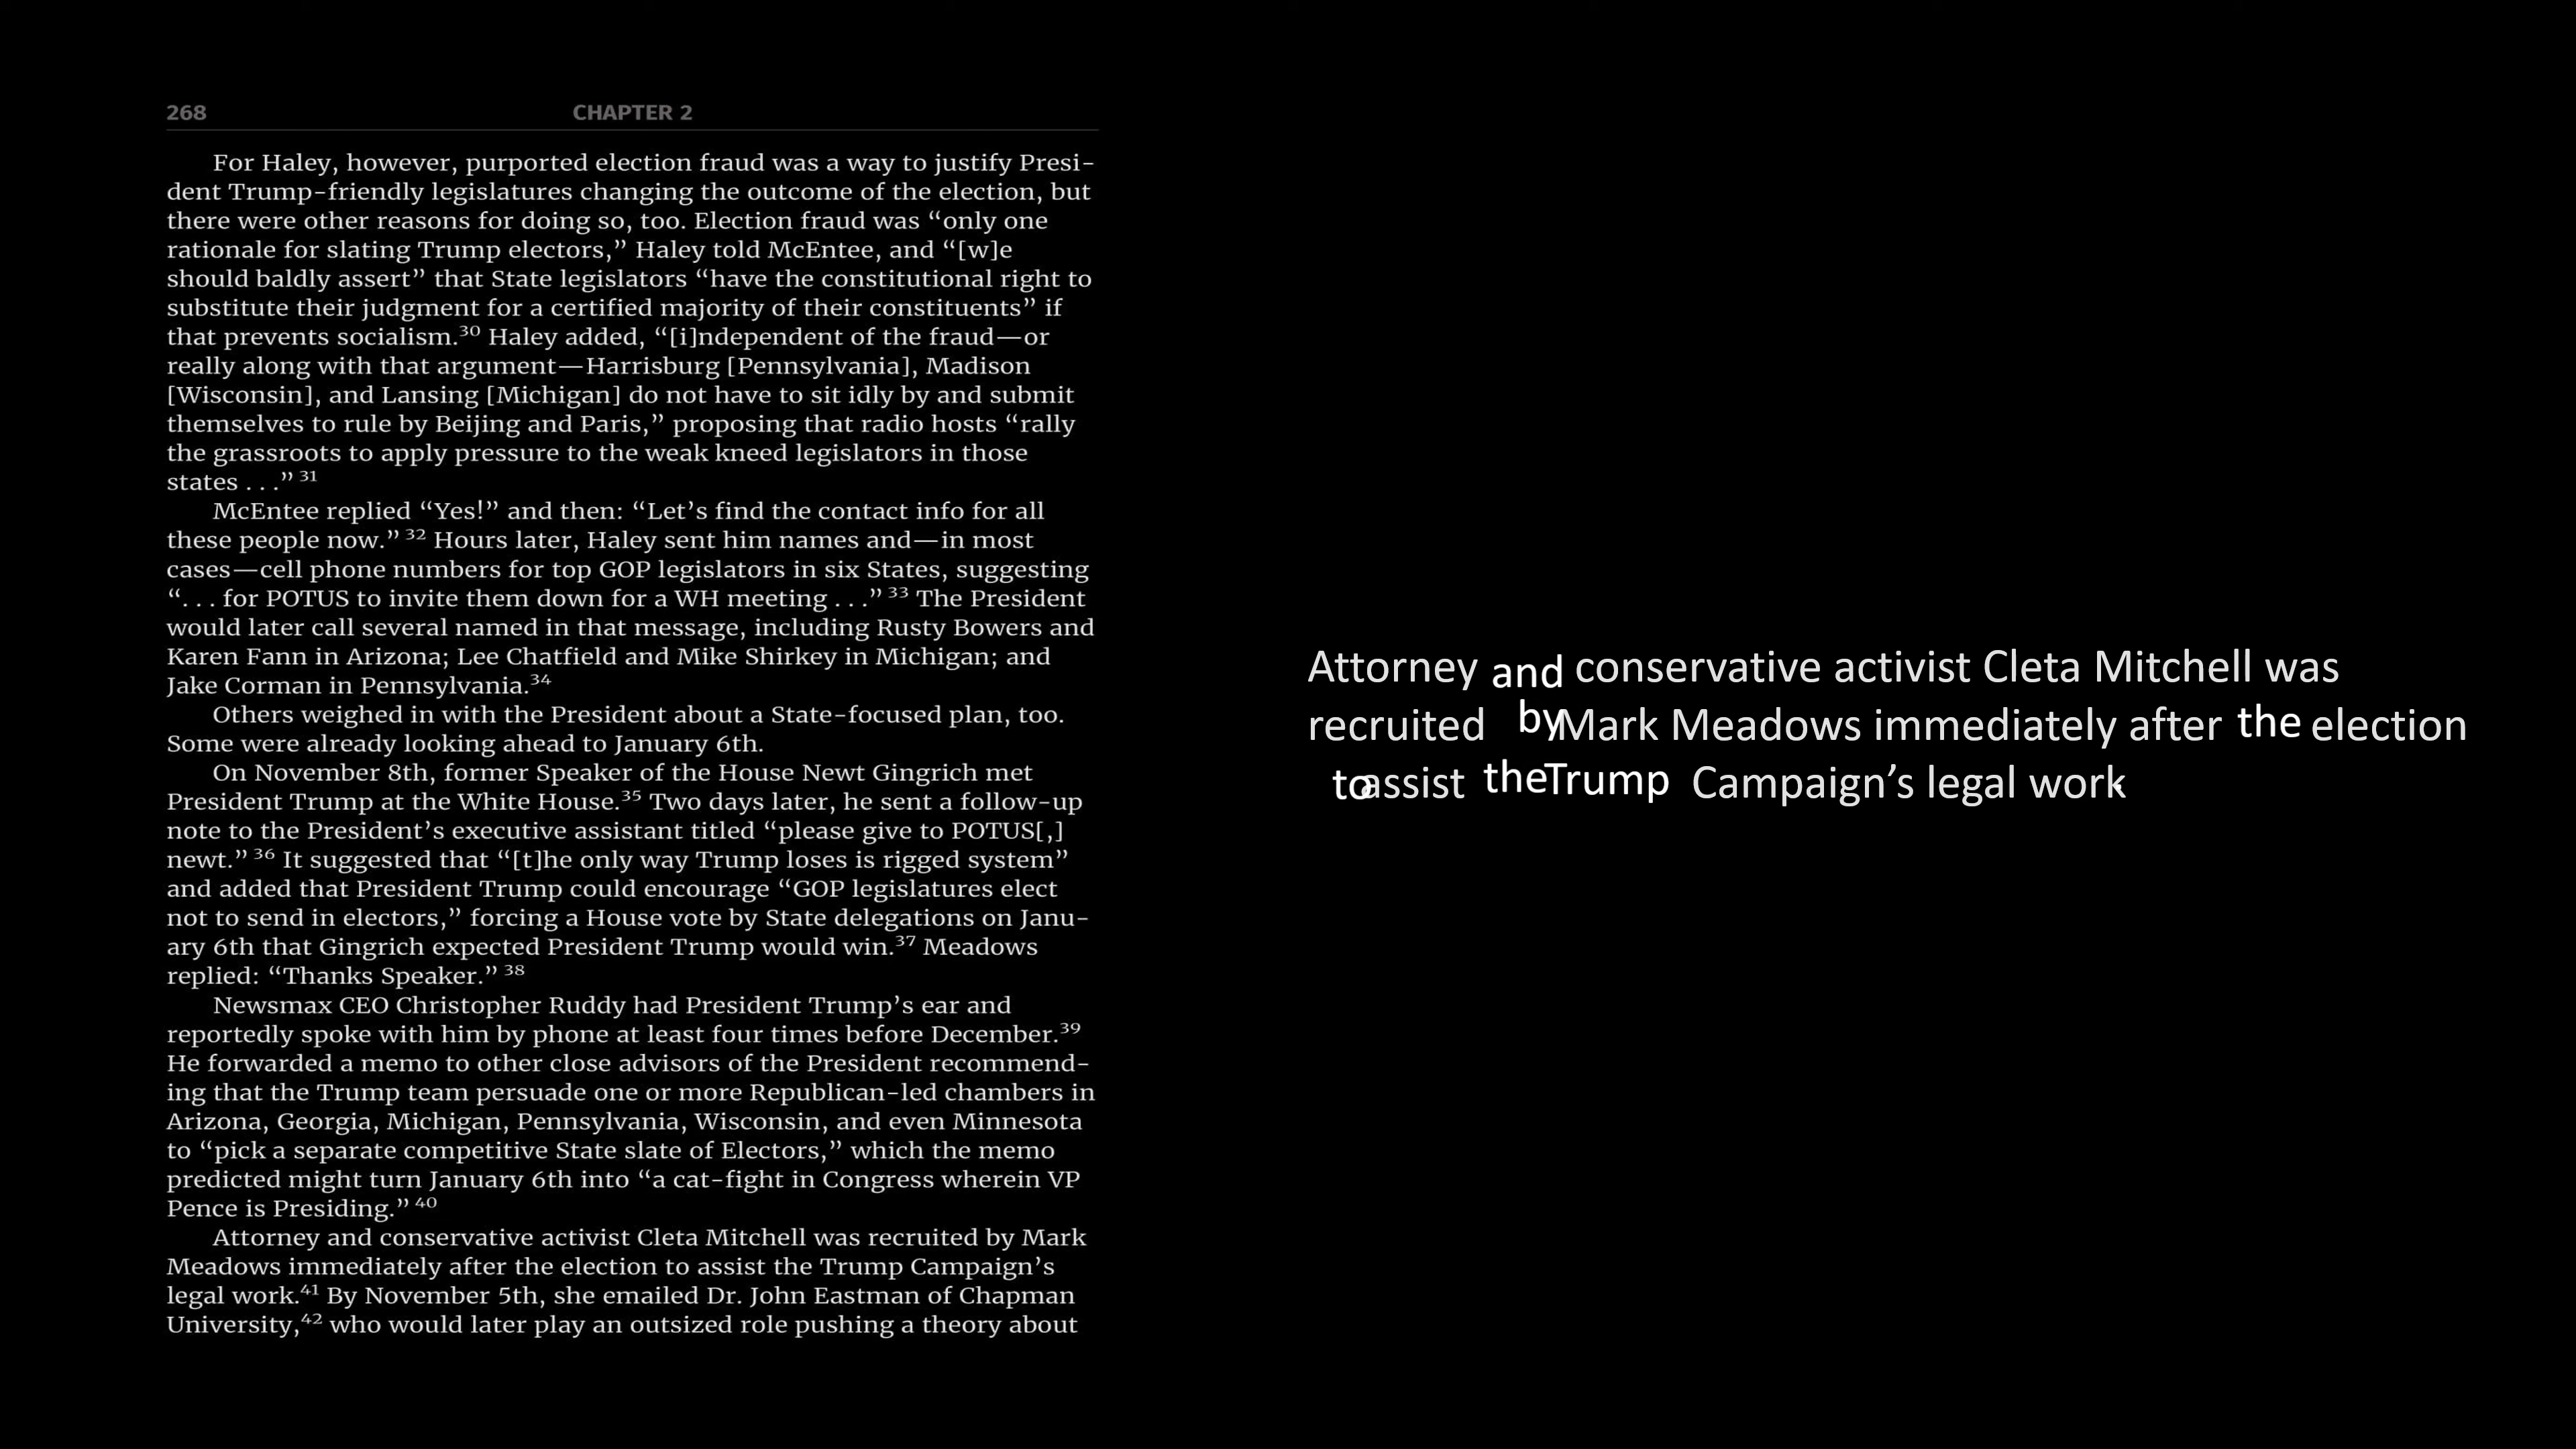 268 CHAPTER 2
For Haley, however, purported election fraud was a way to justify Presi-
dent Trump-friendly legislatures changing the outcome of the election, but
there were other reasons for doing so, too. Election fraud was “only one
rationale for slating Trump electors,” Haley told McEntee, and “[w]e
should baldly assert” that State legislators “have the constitutional right to
substitute their judgment for a certified majority of their constituents” if
that prevents socialism.30 Haley added, “[i]ndependent of the fraud—or
really along with that argument—Harrisburg [Pennsylvania], Madison
[Wisconsin], and Lansing [Michigan] do not have to sit idly by and submit
themselves to rule by Beijing and Paris,” proposing that radio hosts “rally
the grassroots to apply pressure to the weak kneed legislators in those
states . . .” 31
McEntee replied “Yes!” and then: “Let’s find the contact info for all
these people now.” 32 Hours later, Haley sent him names and—in most
cases—cell phone numbers for top GOP legislators in six States, suggesting
“. . . for POTUS to invite them down for a WH meeting . . .” 33 The President
would later call several named in that message, including Rusty Bowers and
Karen Fann in Arizona; Lee Chatfield and Mike Shirkey in Michigan; and
Jake Corman in Pennsylvania.34
Others weighed in with the President about a State-focused plan, too.
Some were already looking ahead to January 6th.
On November 8th, former Speaker of the House Newt Gingrich met
President Trump at the White House.35 Two days later, he sent a follow-up
note to the President’s executive assistant titled “please give to POTUS[,]
newt.” 36 It suggested that “[t]he only way Trump loses is rigged system”
and added that President Trump could encourage “GOP legislatures elect
not to send in electors,” forcing a House vote by State delegations on Janu-
ary 6th that Gingrich expected President Trump would win.37 Meadows
replied: “Thanks Speaker.” 38
Newsmax CEO Christopher Ruddy had President Trump’s ear and
reportedly spoke with him by phone at least four times before December.39
He forwarded a memo to other close advisors of the President recommend-
ing that the Trump team persuade one or more Republican-led chambers in
Arizona, Georgia, Michigan, Pennsylvania, Wisconsin, and even Minnesota
to “pick a separate competitive State slate of Electors,” which the memo
predicted might turn January 6th into “a cat-fight in Congress wherein VP
Pence is Presiding.” 40
Attorney and conservative activist Cleta Mitchell was recruited by Mark
Meadows immediately after the election to assist the Trump Campaign’s
legal work.41 By November 5th, she emailed Dr. John Eastman of Chapman
University,42 who would later play an outsized role pushing a theory about
Attorney and conservative activist Cleta Mitchell was
recruited by Mark Meadows immediately after the election
to assist the Trump Campaign’s legal work.